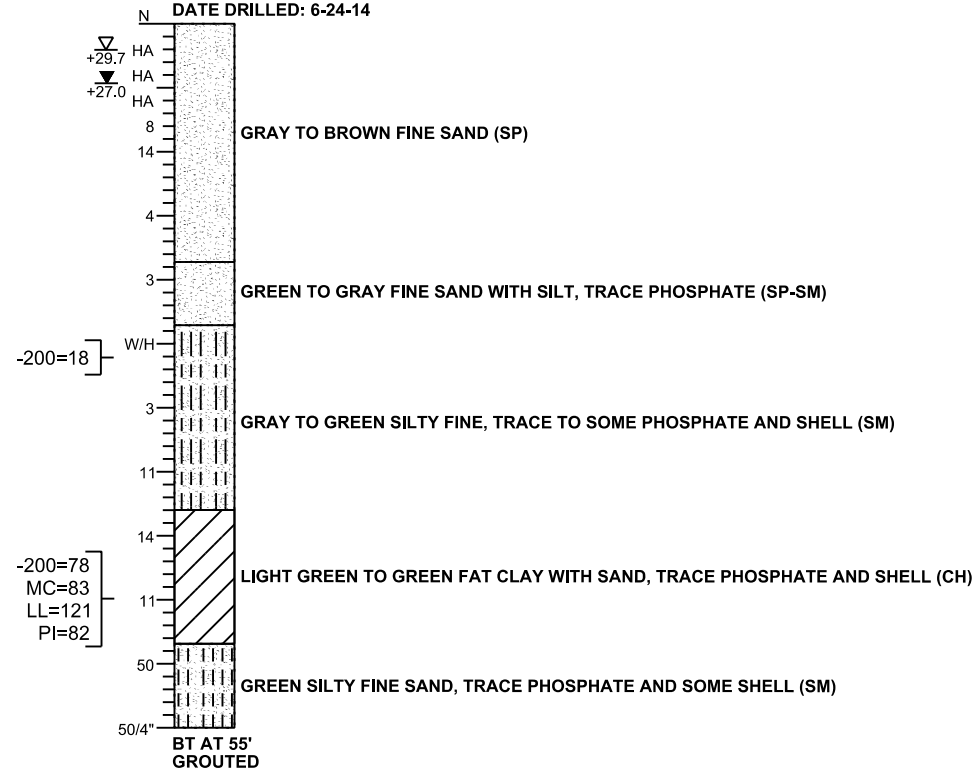 N
DATE DRILLED: 6-24-14
HA
+29.7
HA
+27.0
HA
8
GRAY TO BROWN FINE SAND (SP)
14
4
3
GREEN TO GRAY FINE SAND WITH SILT, TRACE PHOSPHATE (SP-SM)
W/H
-200=18
3
GRAY TO GREEN SILTY FINE, TRACE TO SOME PHOSPHATE AND SHELL (SM)
11
14
-200=78
MC=83
LL=121
PI=82
LIGHT GREEN TO GREEN FAT CLAY WITH SAND, TRACE PHOSPHATE AND SHELL (CH)
11
50
GREEN SILTY FINE SAND, TRACE PHOSPHATE AND SOME SHELL (SM)
50/4"
BT AT 55'
GROUTED